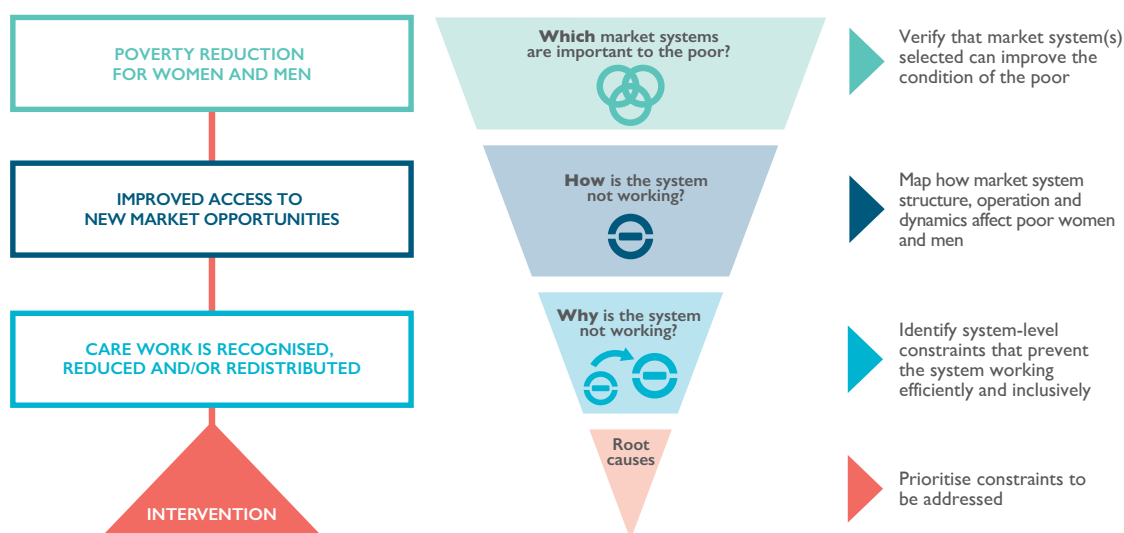 POVERTY REDUCTION
FOR WOMEN AND MEN
IMPROVED ACCESS TO
NEW MARKET OPPORTUNITIES
CARE WORK IS RECOGNISED,
REDUCED AND/OR REDISTRIBUTED
INTERVENTION
Which market systems
are important to the poor?
How is the system
not working?
Why is the system
not working?
Root
causes
Verify that market system(s)
selected can improve the
condition of the poor
Map how market system
structure, operation and
dynamics affect poor women
and men
Identify system-level
constraints that prevent
the system working
efficiently and inclusively
Prioritise constraints to
be addressed